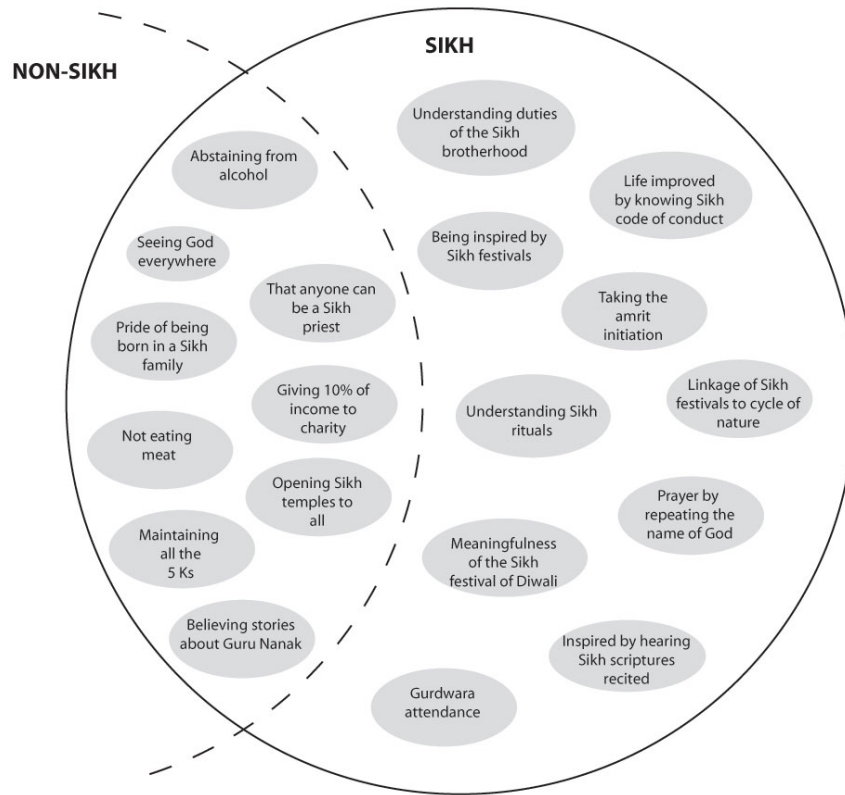 SIKH
NON-SIKH
Understanding duties
of the Sikh
brotherhood
Abstaining from
alcohol
Life improved
by knowing Sikh
code of conduct
Seeing God
everywhere
Being inspired by
Sikh festivals
That anyone can
be a Sikh
priest
Taking the
amrit
initiation
Pride of being
born in a Sikh
family
Giving 10% of
income to
charity
Understanding Sikh
rituals
Linkage of Sikh
festivals to cycle of
nature
Not eating
meat
Opening Sikh
temples to
all
Prayer by
repeating the
name of God
Maintaining
all the
5 Ks
Meaningfulness
of the Sikh
festival of Diwali
Believing stories
about Guru Nanak
Inspired by hearing
Sikh scriptures
recited
Gurdwara
attendance